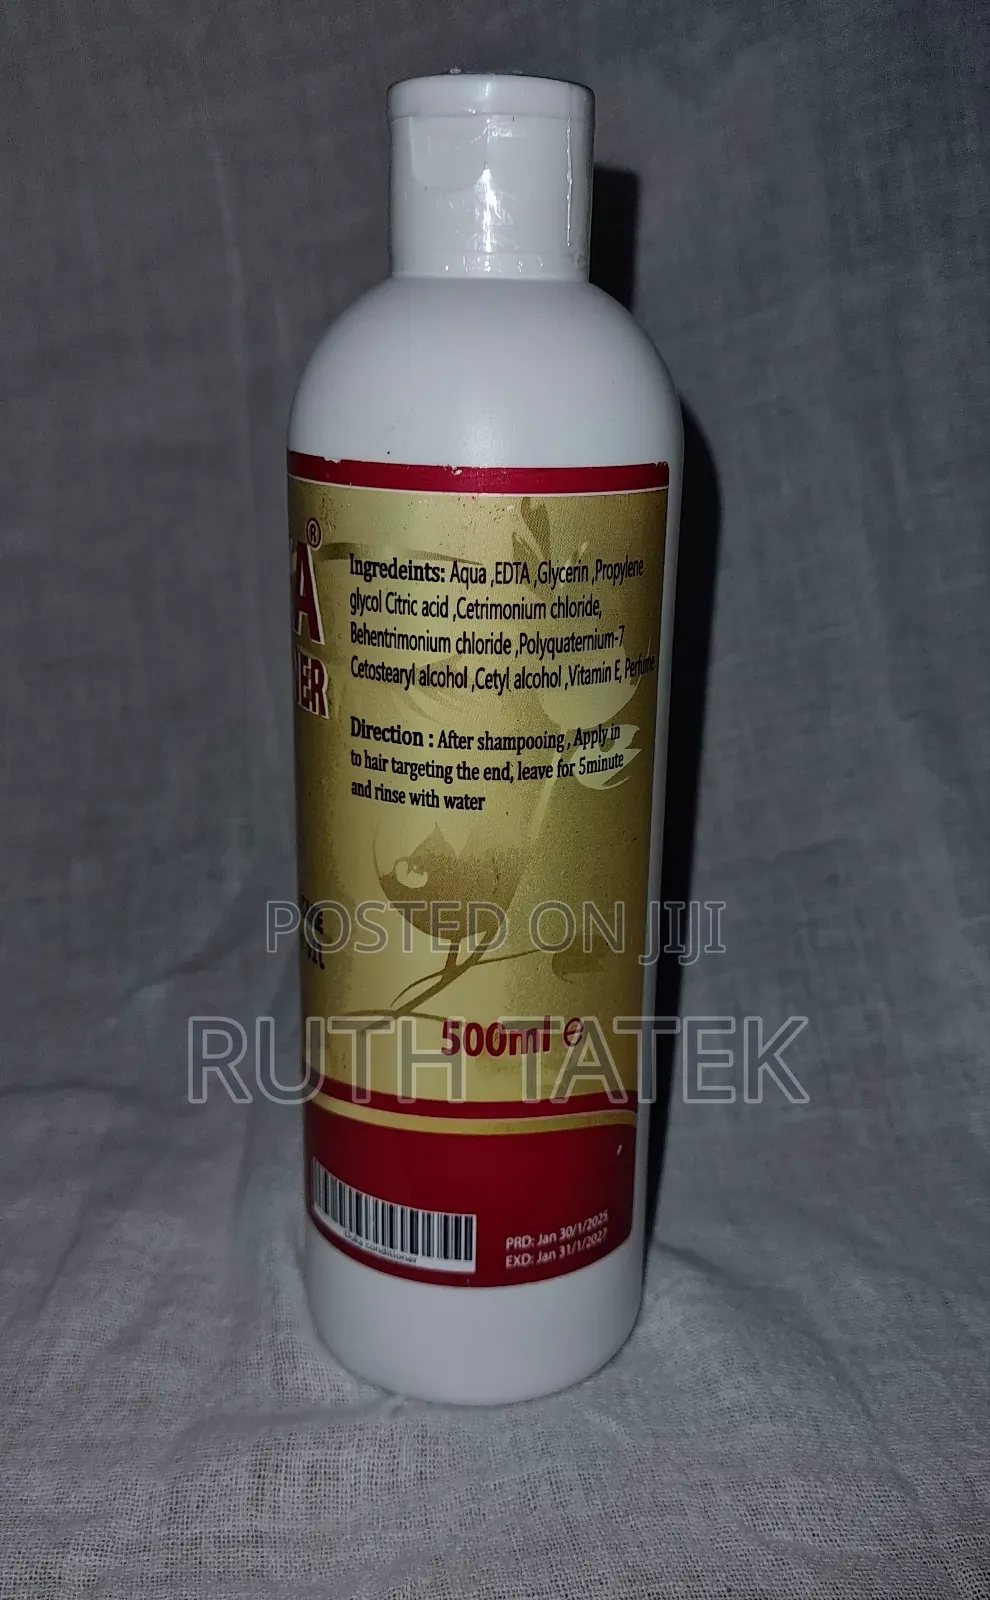 ®
A
NER
Ingredeints: Aqua ,EDTA ,Glycerin ,Propylene
glycol Citric acid ,Cetrimonium chloride,
Behentrimonium chloride ,Polyquaternium-7
Cetostearyl alcohol ,Cetyl alcohol ,Vitamin E, Perfume
Direction : After shampooing , Apply in
to hair targeting the end, leave for 5minute
and rinse with water
POSTED ON JIJI
500ml e
RUTH TATEK
conditioner
PRD: Jan 30/1/2025
EXD: Jan 31/1/2027